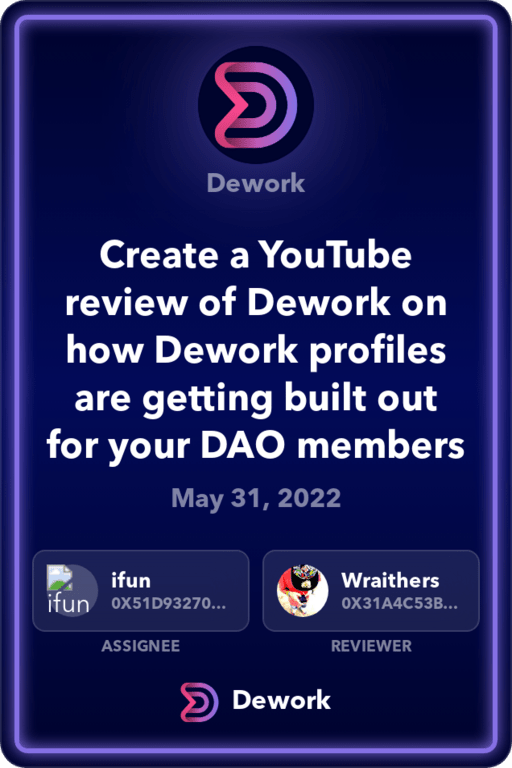 Dework
Create a YouTube
review of Dework on
how Dework profiles
are getting built out
for your DAO members
May 31, 2022
ifun
ifun
0X51D93270...
Wraithers
0X31A4C53B...
ASSIGNEE
REVIEWER
Dework